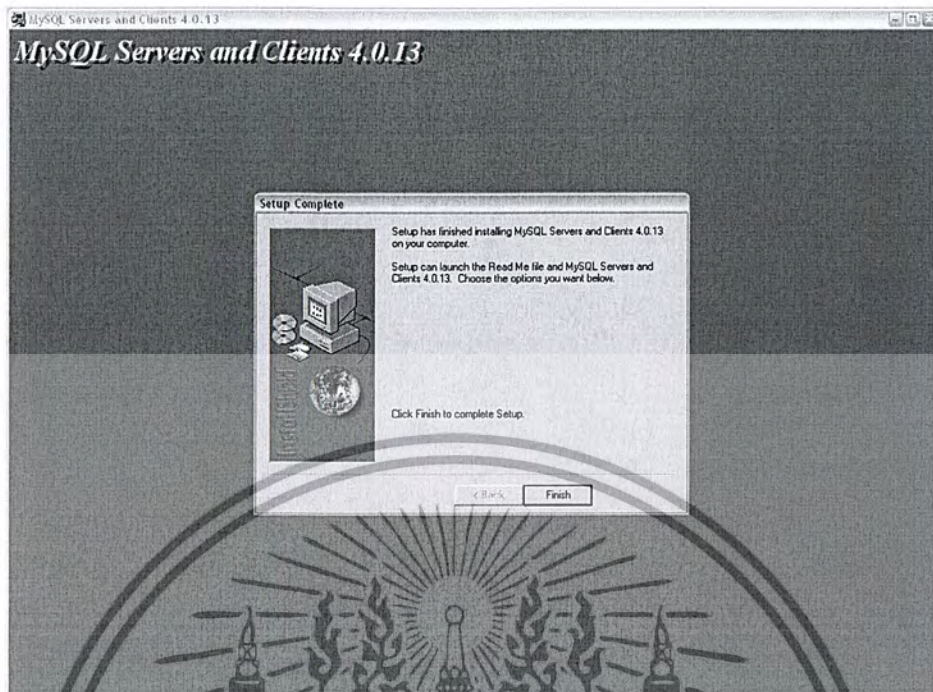 MySQL Servers and Clients 4.0.13
MySQL Servers and Clients 4.0.13
Setup Complete
Setup has finished installing MySQL Servers and Clients 4.0.13
on your computer.
Setup can launch the Read Me file and MySQL Servers and
Clients 4.0.13. Choose the options you want below.
InstallShield
Click Finish to complete Setup.
< Back
Finish